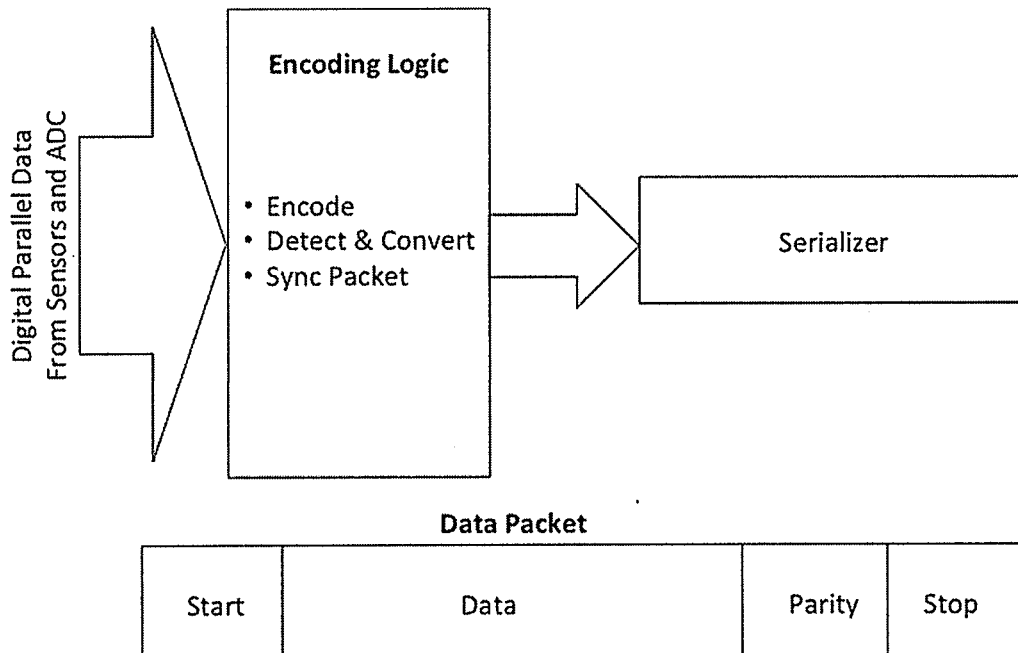 Digital Parallel Data
From Sensors and ADC
Encoding Logic
• Encode
• Detect & Convert
• Sync Packet
Serializer
Data Packet
Start
Data
Parity
Stop